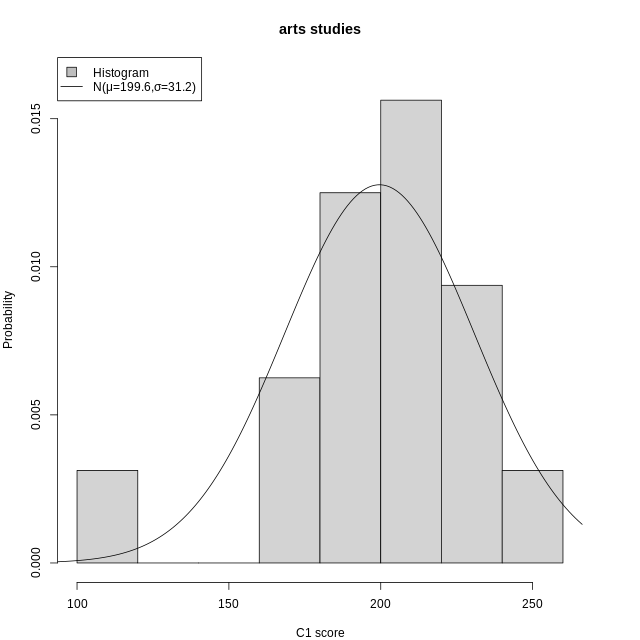 arts studies
Histogram
N(μ=199.6,σ=31.2)
0.015
0.010
0.005
0.000
Probability
100 150 200 250
C1 score